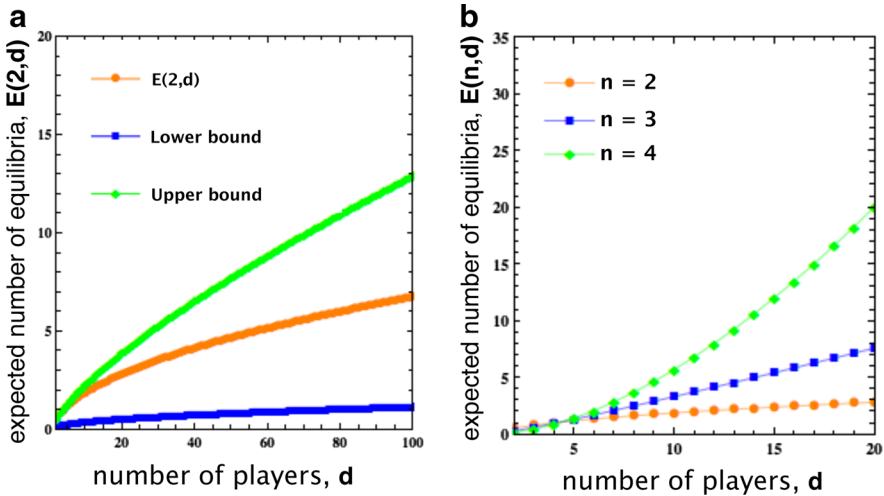 a
20
15
10
5
0
20
40
60
80
100
E(2,d)
Lower bound
Upper bound
expected number of equilibria, E(2,d)
number of players, d
b
35
30
25
20
15
10
5
0
5
10
15
20
n = 2
n = 3
n = 4
expected number of equilibria, E(n,d)
number of players, d